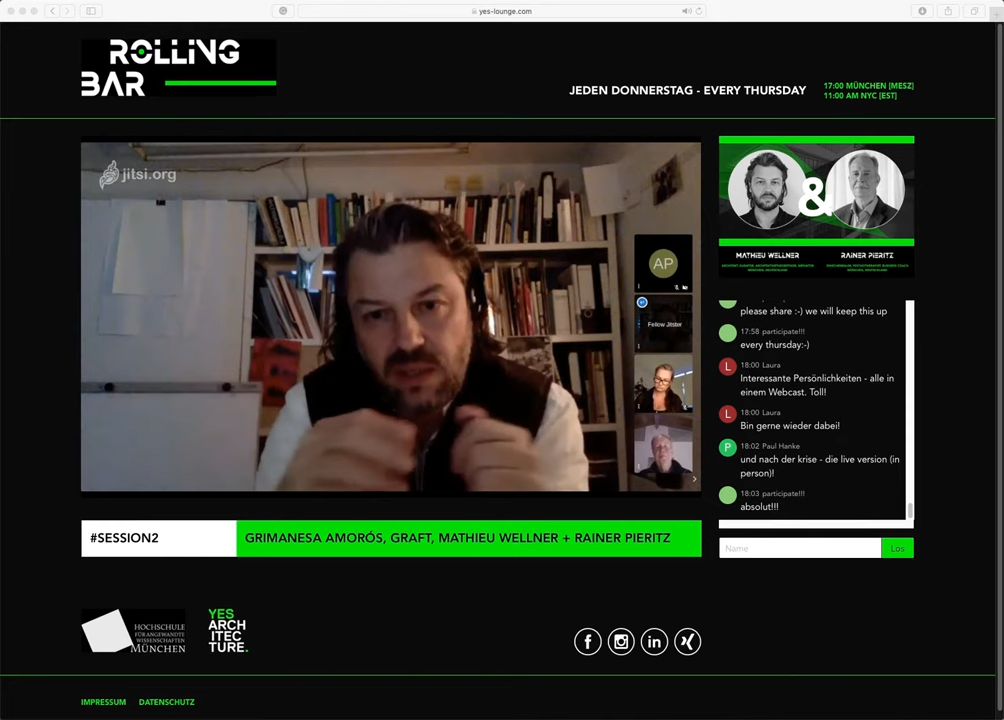 yes-lounge.com
ROLLING
BAR
JEDEN DONNERSTAG - EVERY THURSDAY
17:00 MÜNCHEN [MESZ]
11:00 AM NYC [EST]
jitsi.org
AP
Fellow Jitster
&
MATHIEU WELLNER
RAINER PIERITZ
please share :-) we will keep this up
17:58 participate!!!
every thursday:-)
L
18:00 Laura
Interessante Persönlichkeiten - alle in
einem Webcast. Toll!
L
18:00 Laura
Bin gerne wieder dabei!
P
18:02 Paul Hanke
und nach der krise - die live version (in
person)!
18:03 participate!!!
absolut!!!
Name
Los
#SESSION2
GRIMANESA AMORÓS, GRAFT, MATHIEU WELLNER + RAINER PIERITZ
HOCHSCHULE
FÜR ANGEWANDTE
WISSENSCHAFTEN
MÜNCHEN
YES
ARCH
ITEC
TURE.
IMPRESSUM
DATENSCHUTZ